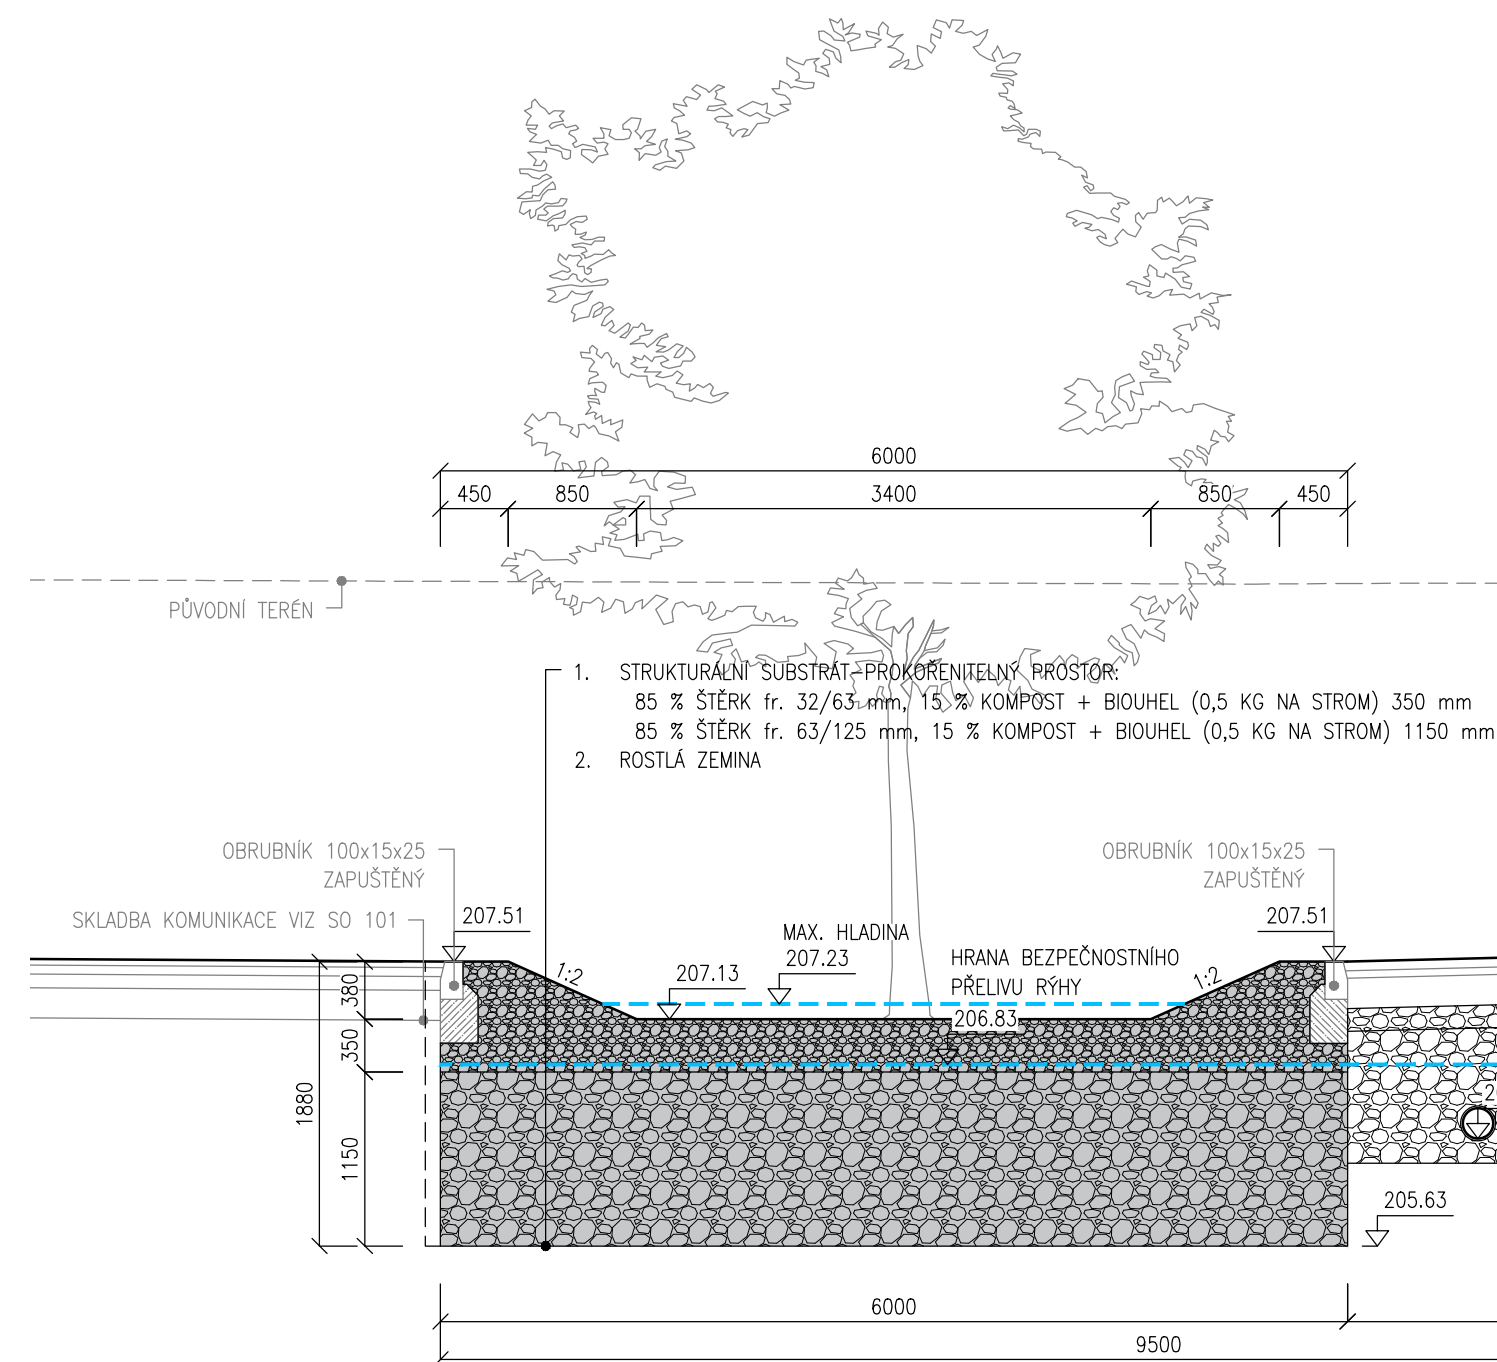 6000
450 850 3400 850 450
PŮVODNÍ TERÉN
1. STRUKTURÁLNÍ SUBSTRÁT-PROKOŘENITELNÝ PROSTOR:
85 % ŠTĚRK fr. 32/63 mm, 15 % KOMPOST + BIOUHEL (0,5 KG NA STROM) 350 mm
85 % ŠTĚRK fr. 63/125 mm, 15 % KOMPOST + BIOUHEL (0,5 KG NA STROM) 1150 mm
2. ROSTLÁ ZEMINA
OBRUBNÍK 100x15x25
ZAPUŠTĚNÝ
OBRUBNÍK 100x15x25
ZAPUŠTĚNÝ
SKLADBA KOMUNIKACE VIZ SO 101
207.51
207.51
MAX. HLADINA
207.23
207.13
HRANA BEZPEČNOSTNÍHO
PŘELIVU RÝHY
206.83
1:2
1:2
380
350
1880
1150
205.63
6000
9500